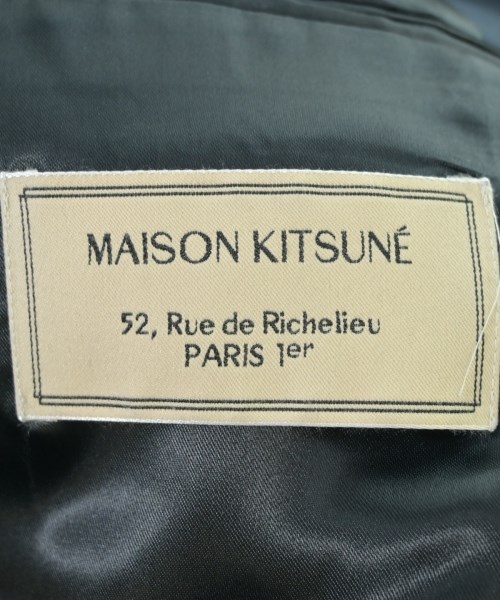 MAISON KITSUNÉ
52, Rue de Richelieu
PARIS 1er